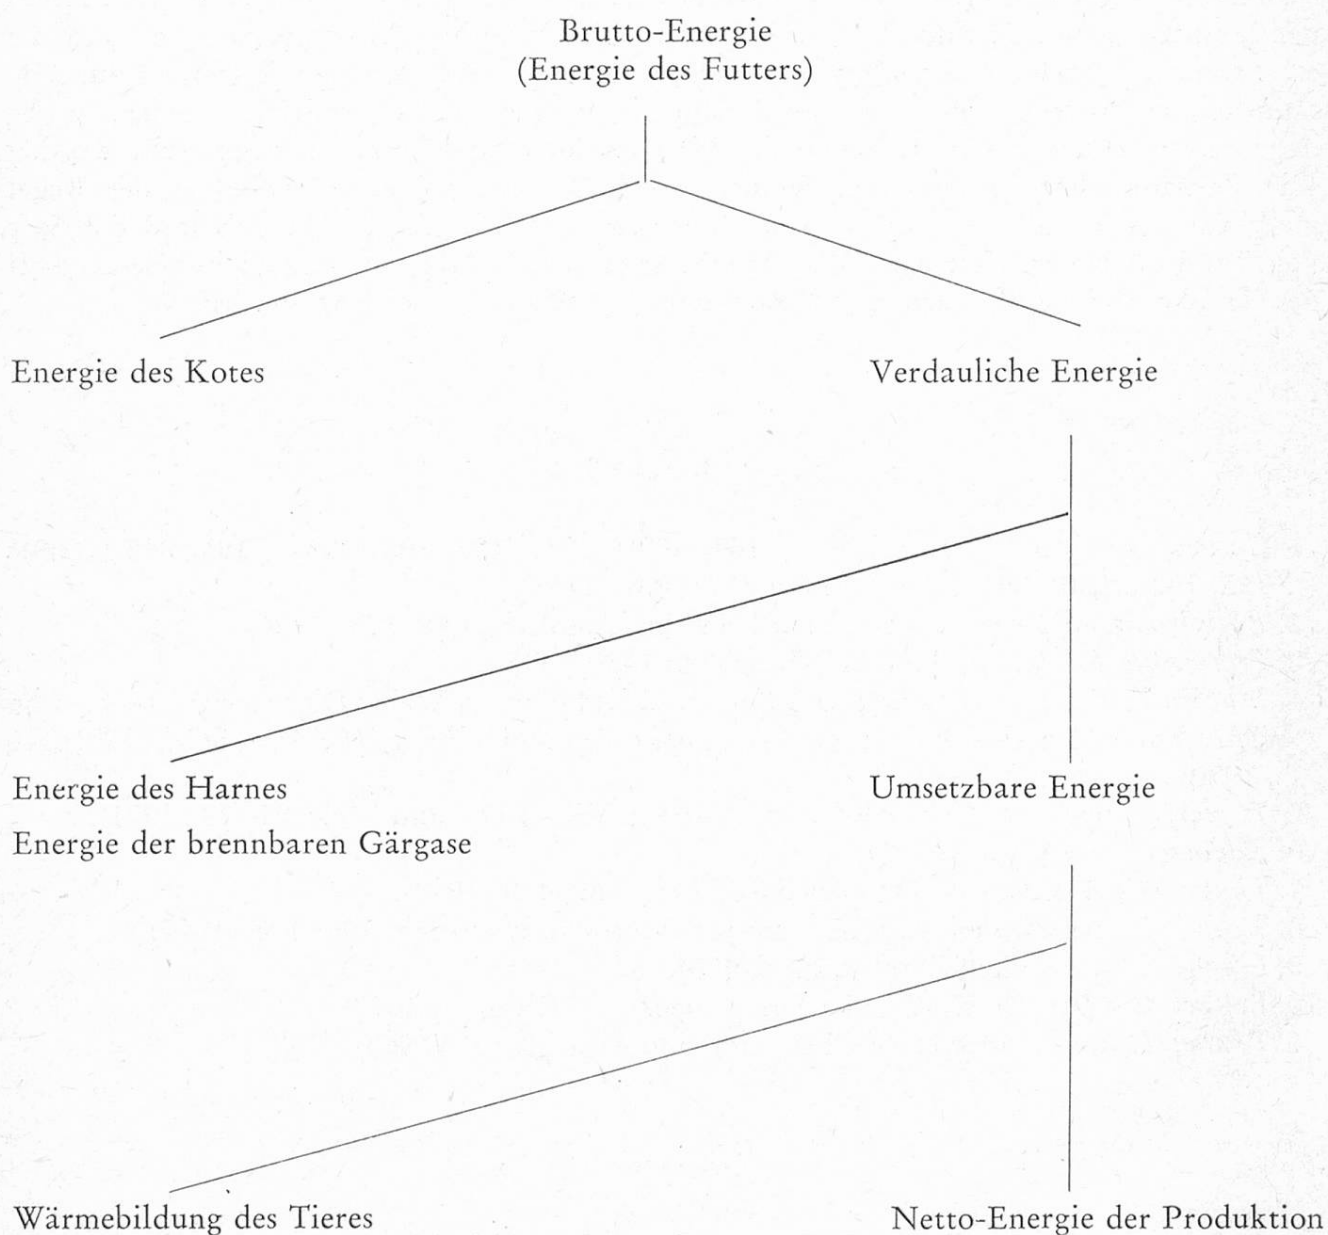 Brutto-Energie
(Energie des Futters)
Energie des Kotes
Verdauliche Energie
Energie des Harnes
Umsetzbare Energie
Energie der brennbaren Gärgase
Wärmebildung des Tieres
Netto-Energie der Produktion